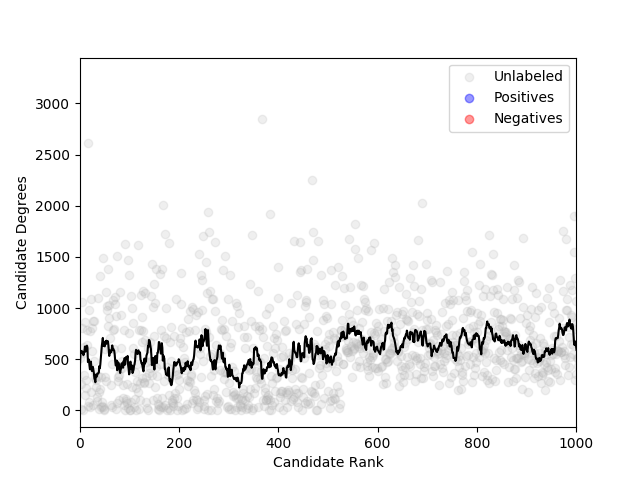 Unlabeled
Positives
Negatives
3000
2500
2000
1500
1000
500
0
Candidate Degrees
0 200 400 600 800 1000
Candidate Rank